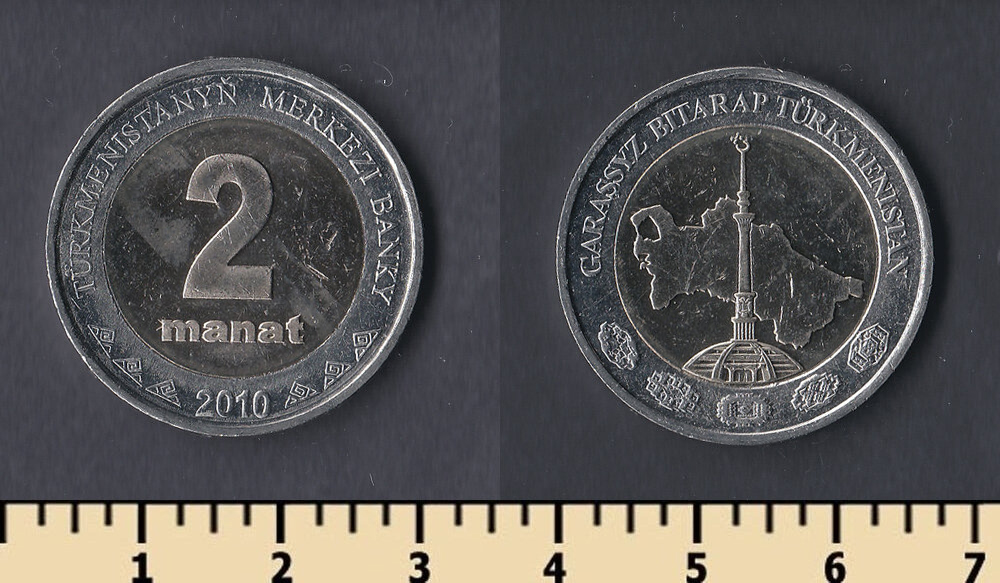 TÜRKMENISTANYŇ MERKEZI BANKY
2
manat
2010
GARASSYZ BITARAP TÜRKMENISTAN
1 2 3 4 5 6 7